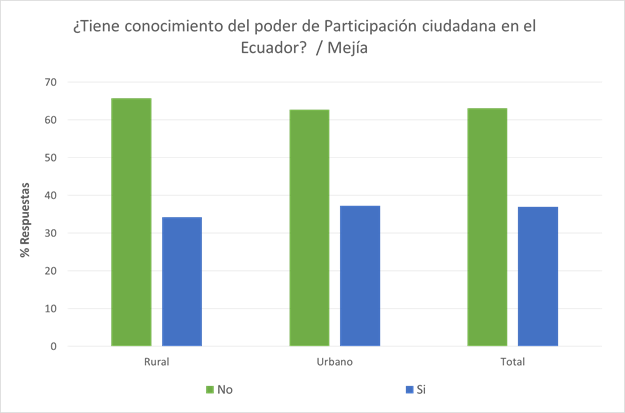 ¿Tiene conocimiento del poder de Participación ciudadana en el
Ecuador? / Mejía
70
60
50
40
30
20
10
0
% Respuestas
Rural
Urbano
Total
No
Si